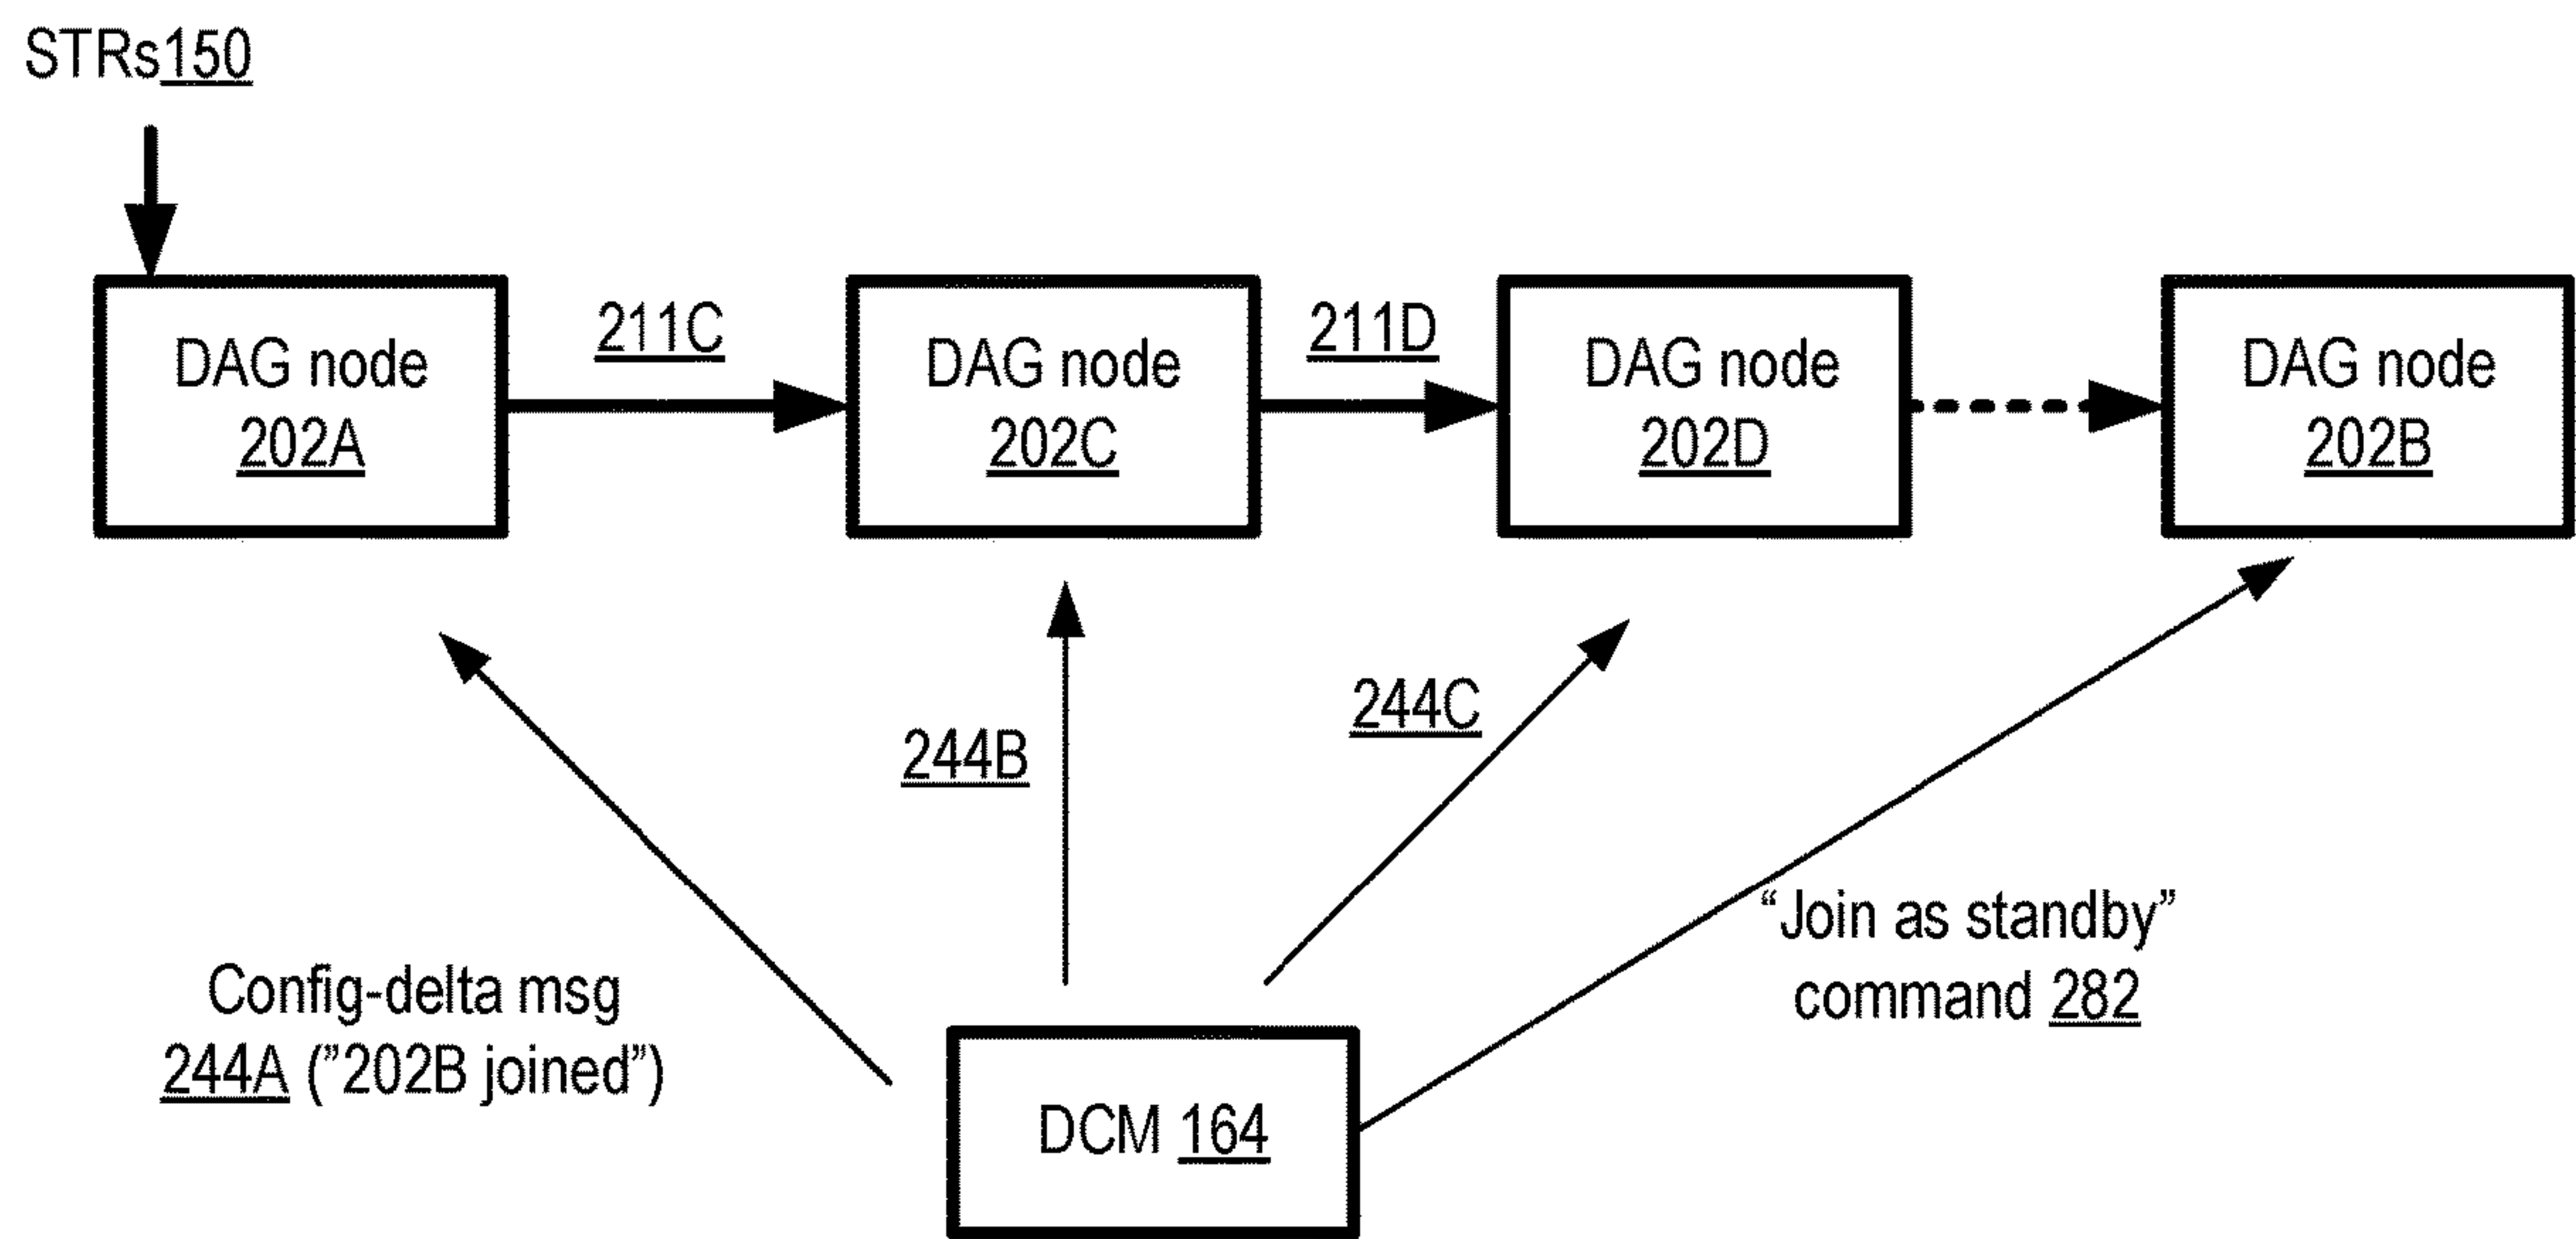 STRs150
DAG node
202A
211C
DAG node
202C
211D
DAG node
202D
DAG node
202B
244B
244C
Config-delta msg
244A (”202B joined”)
“Join as standby”
command 282
DCM 164